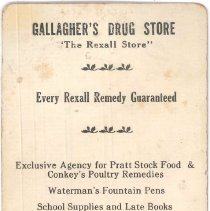 GALLAGHER'S DRUG STORE
"The Rexall Store"
Every Rexall Remedy Guaranteed
Exclusive Agency for Pratt Stock Food &
Conkey's Poultry Remedies
Waterman's Fountain Pens
School Supplies and Late Books